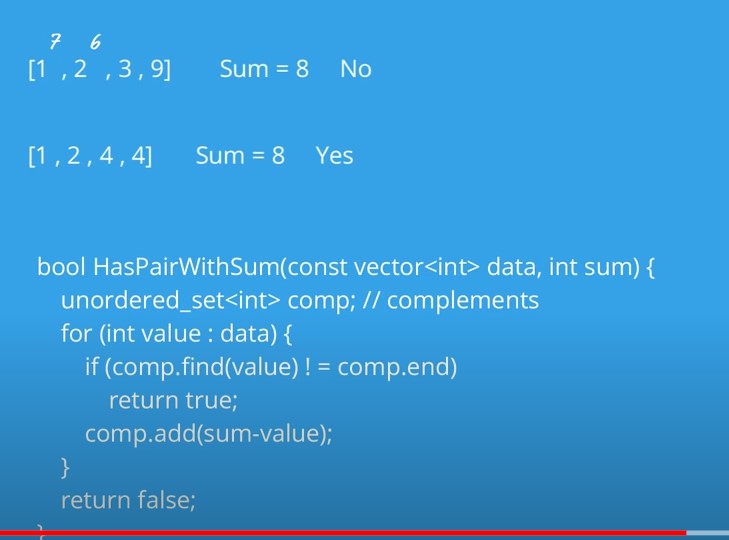 7 6
[1 , 2 , 3 , 9] Sum = 8 No
[1 , 2 , 4 , 4] Sum = 8 Yes
bool HasPairWithSum(const vector<int> data, int sum) {
unordered_set<int> comp; // complements
for (int value : data) {
if (comp.find(value) ! = comp.end)
return true;
comp.add(sum-value);
}
return false;
}